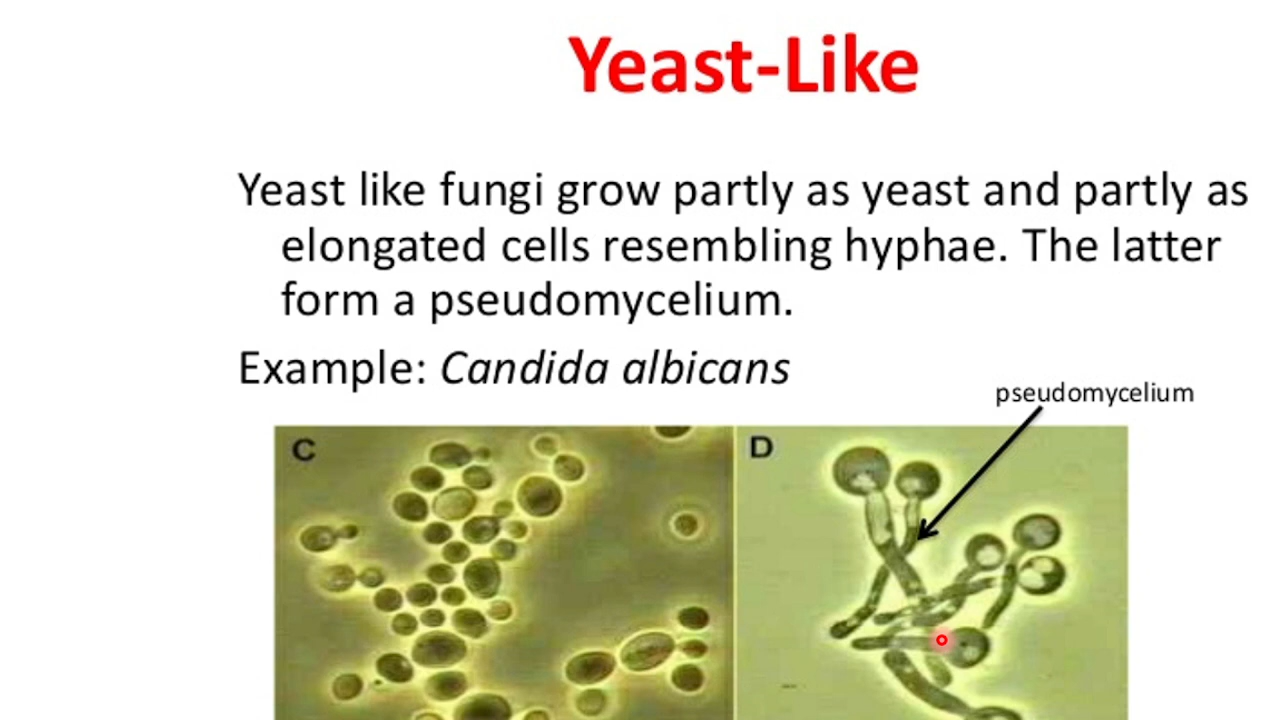 Yeast-Like
Yeast like fungi grow partly as yeast and partly as
elongated cells resembling hyphae. The latter
form a pseudomycelium.
Example: Candida albicans
pseudomycelium
C
D